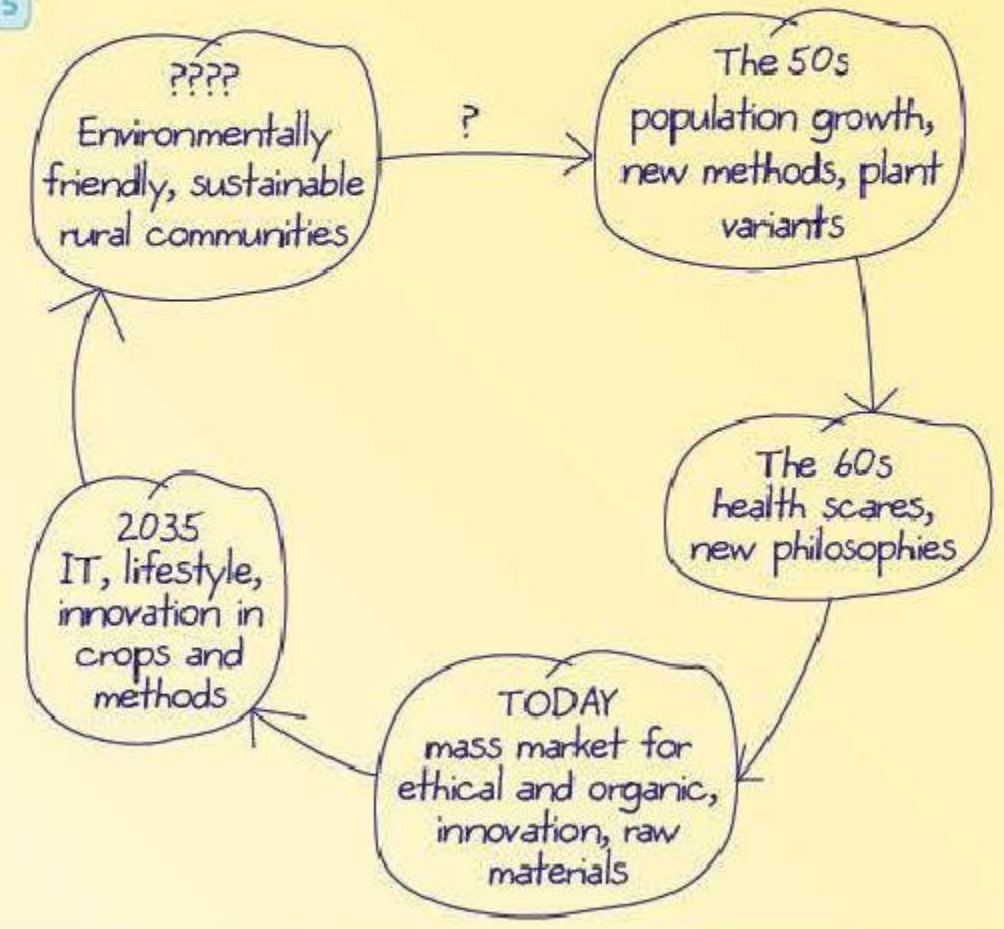 5
????
Environmentally
friendly, sustainable
rural communities
?
The 50s
population growth,
new methods, plant
variants
The 60s
health scares,
new philosophies
TODAY
mass market for
ethical and organic,
innovation, raw
materials
2035
IT, lifestyle,
innovation in
crops and
methods